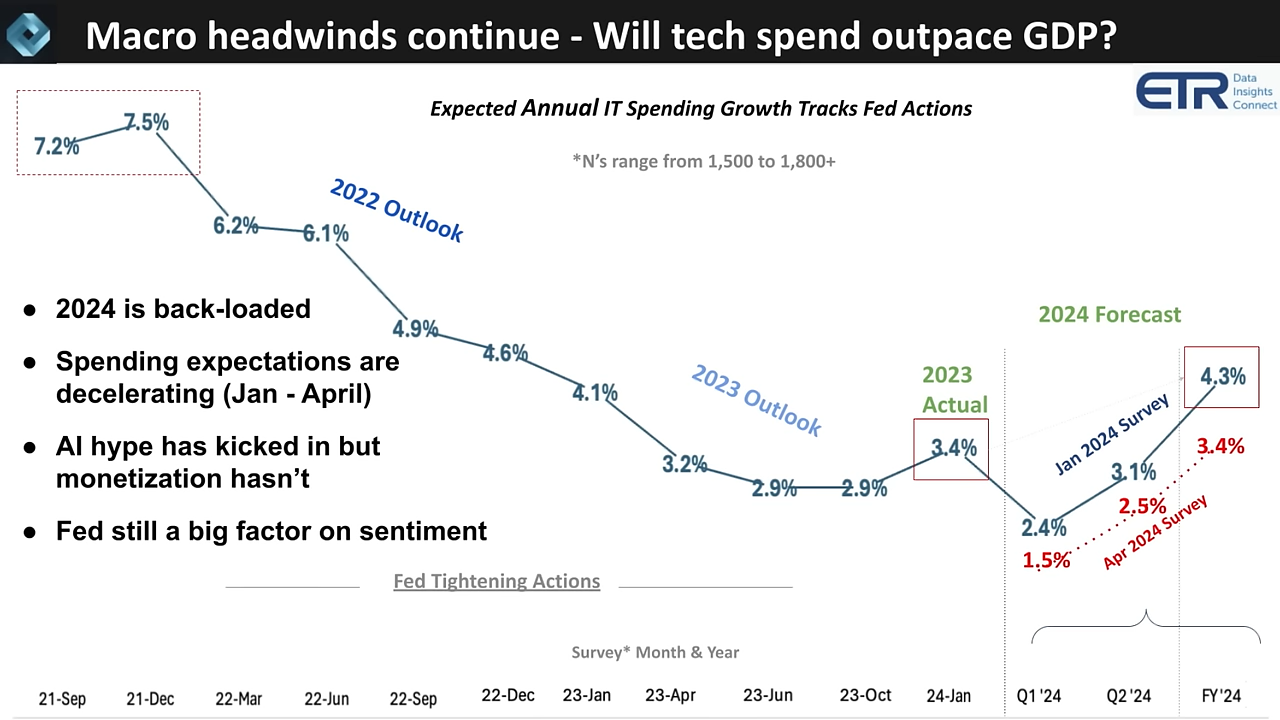 Macro headwinds continue - Will tech spend outpace GDP?
ETR Data Insights Connect
Expected Annual IT Spending Growth Tracks Fed Actions
*N's range from 1,500 to 1,800+
7.2%
7.5%
6.2%
6.1%
2022 Outlook
4.9%
4.6%
4.1%
3.2%
2.9%
2.9%
2023 Outlook
2023
Actual
3.4%
2024 Forecast
2.4%
3.1%
4.3%
Jan 2024 Survey
1.5%
2.5%
3.4%
Apr 2024 Survey
● 2024 is back-loaded
● Spending expectations are
decelerating (Jan - April)
● AI hype has kicked in but
monetization hasn't
● Fed still a big factor on sentiment
Fed Tightening Actions
Survey* Month & Year
21-Sep 21-Dec 22-Mar 22-Jun 22-Sep 22-Dec 23-Jan 23-Apr 23-Jun 23-Oct 24-Jan Q1 '24 Q2 '24 FY'24